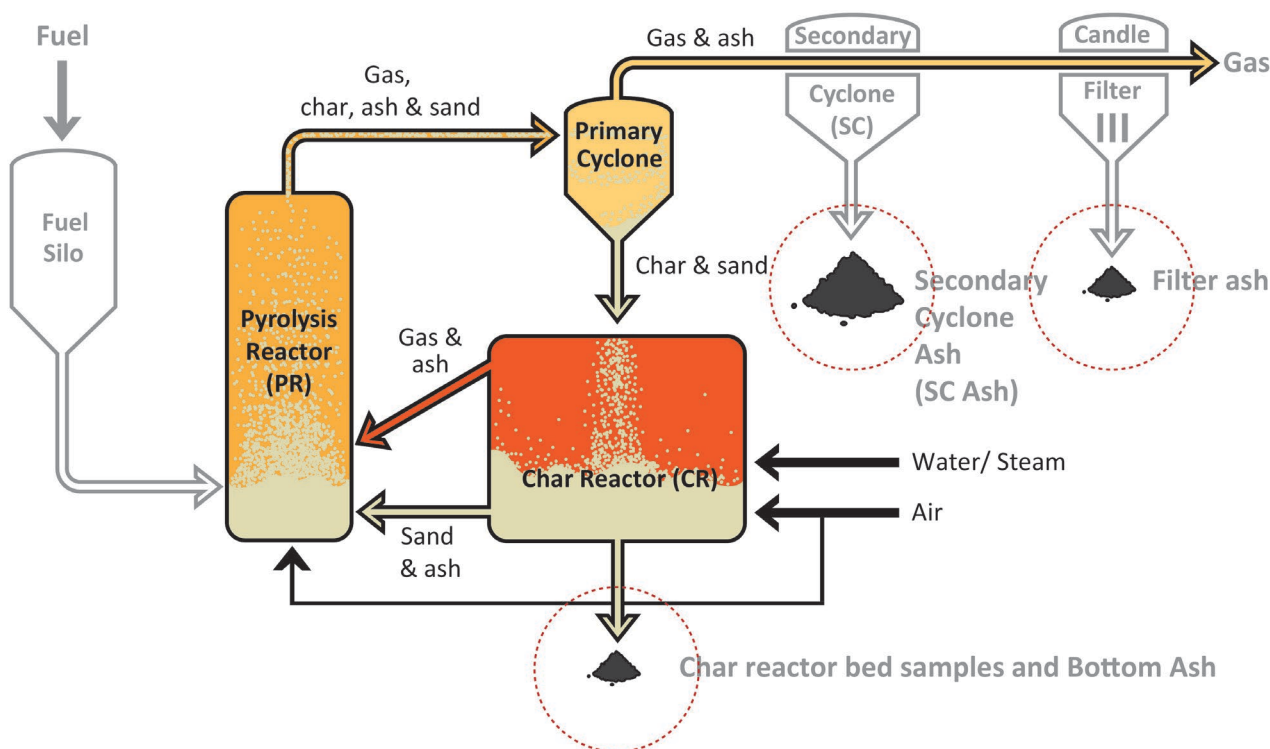 Fuel
Fuel
Silo
Gas,
char, ash & sand
Pyrolysis
Reactor
(PR)
Primary
Cyclone
Gas & ash
Secondary
Cyclone
(SC)
Candle
Filter
Gas
Char & sand
Gas &
ash
Char Reactor (CR)
Sand
& ash
Water/ Steam
Air
Secondary
Cyclone
Ash
(SC Ash)
Filter ash
Char reactor bed samples and Bottom Ash